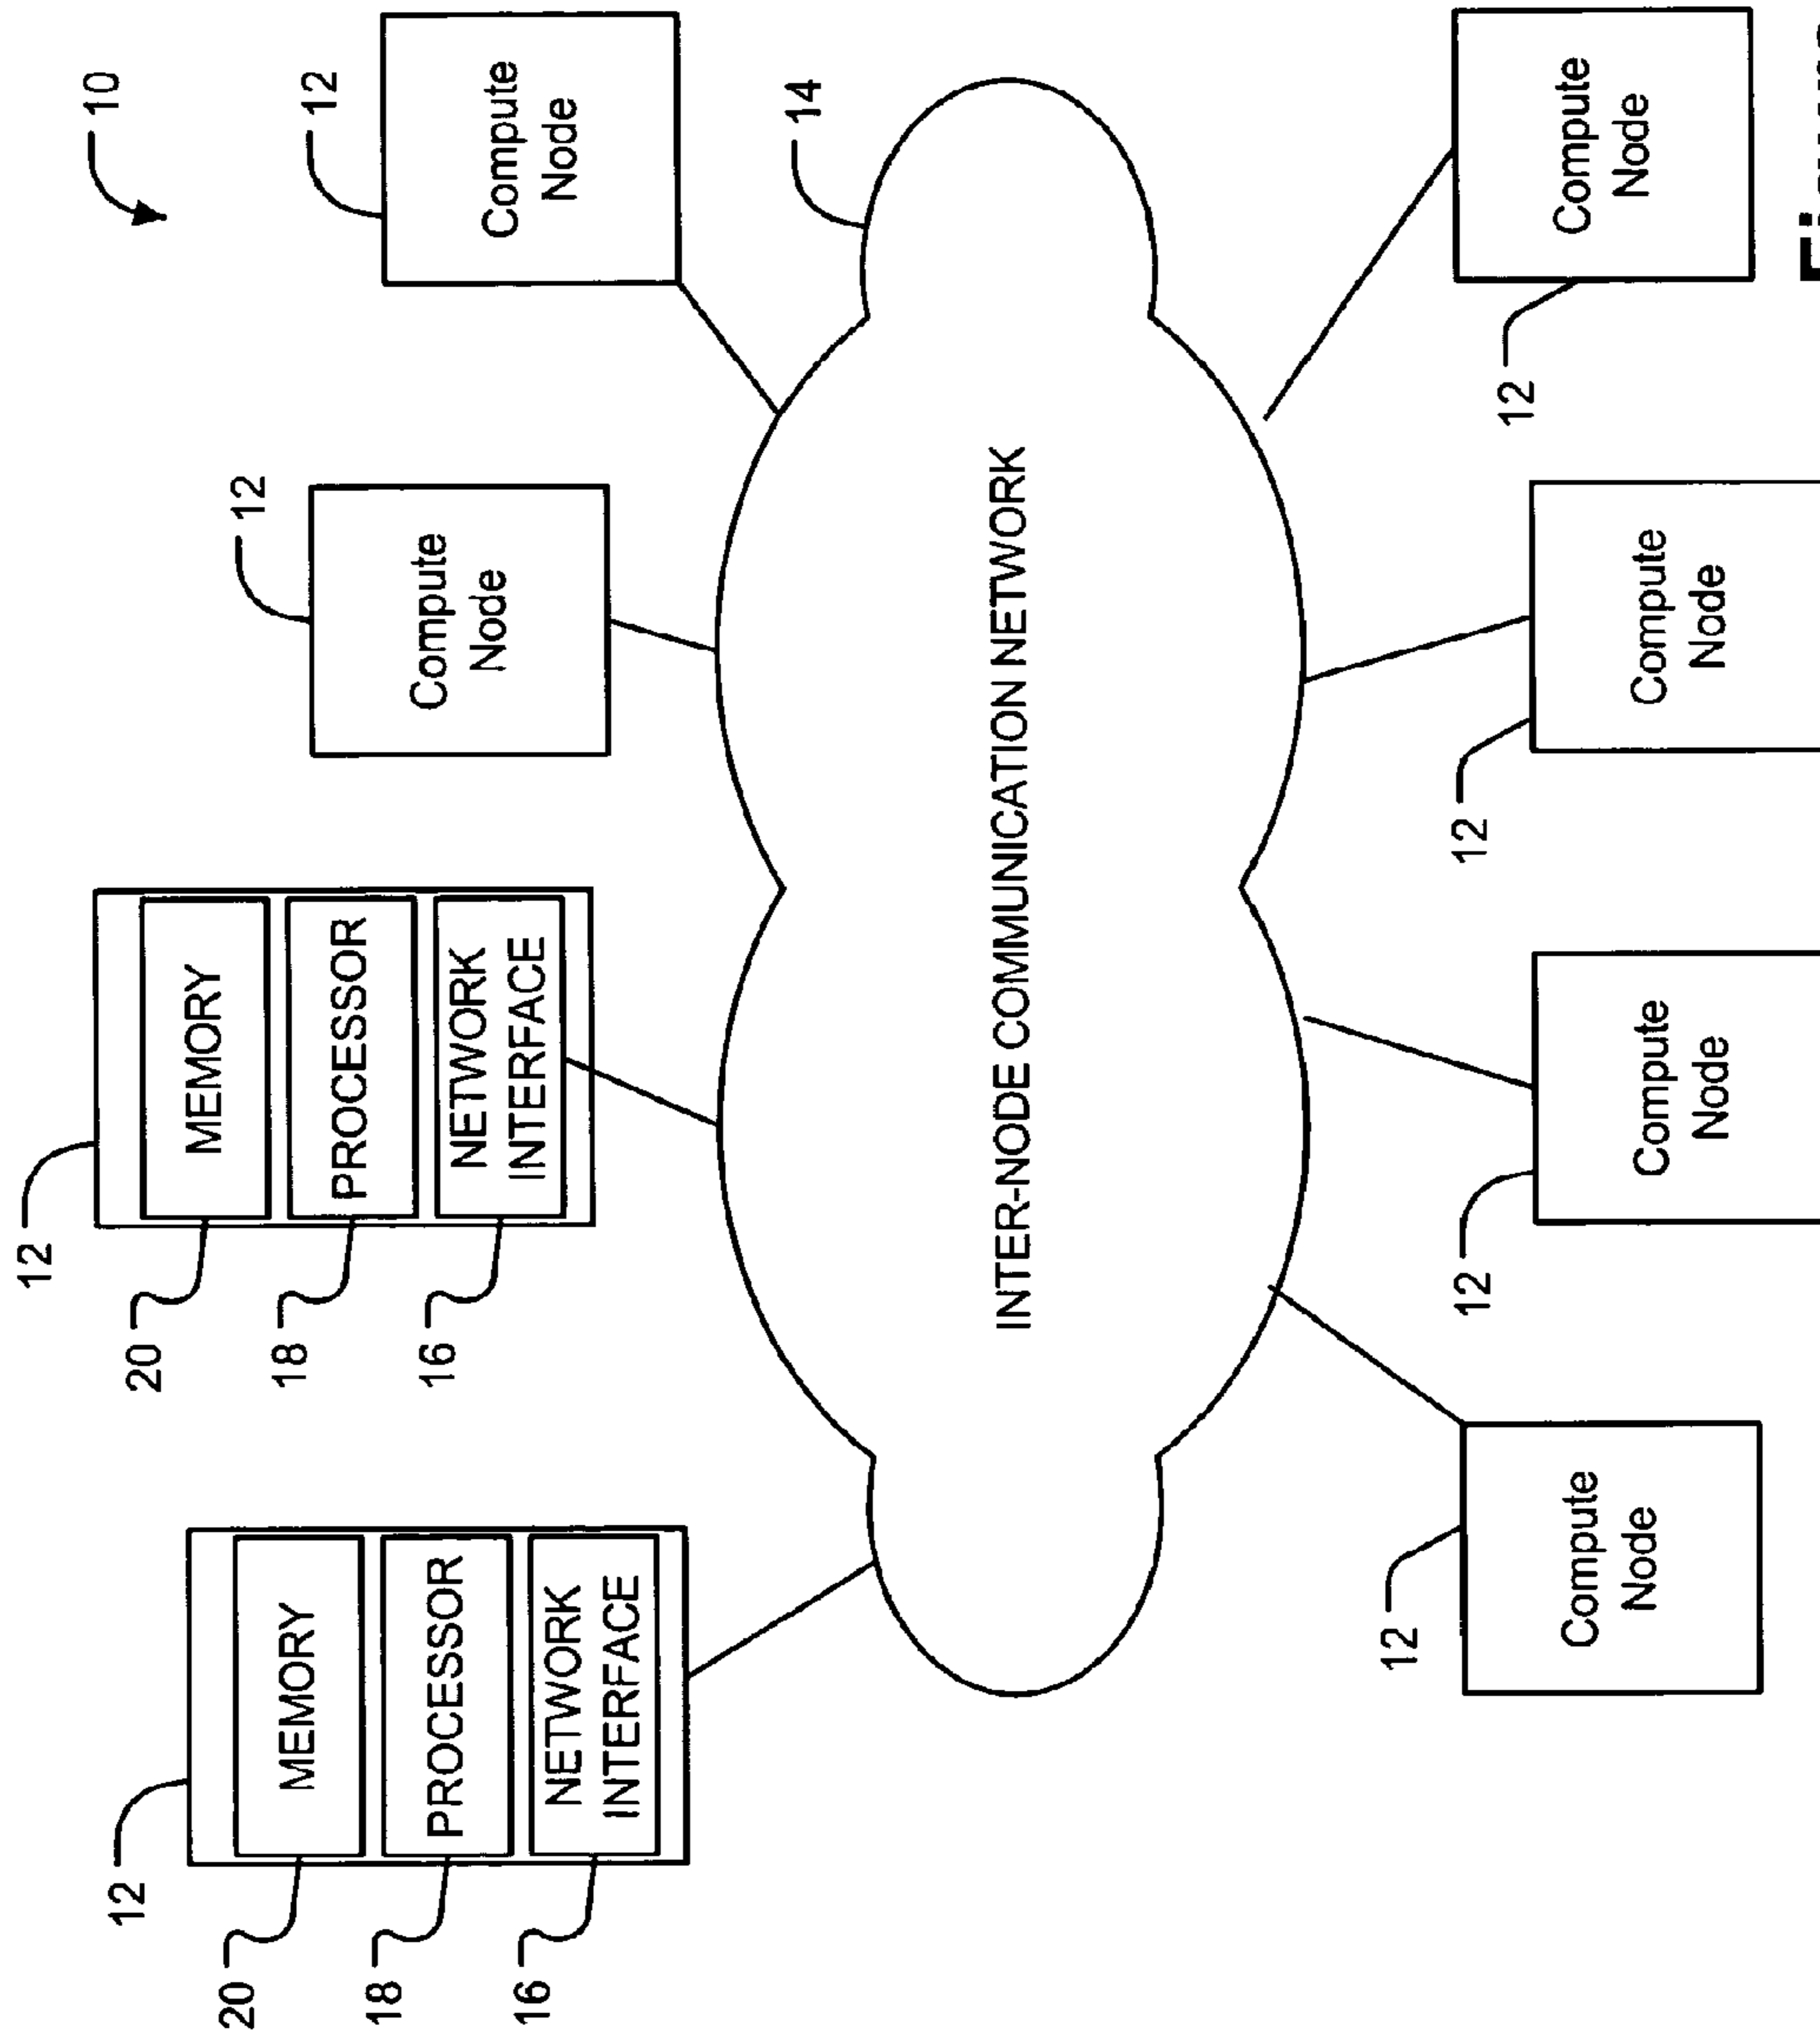 10
12
20
MEMORY
18
PROCESSOR
16
NETWORK
INTERFACE
12
20
MEMORY
18
PROCESSOR
16
NETWORK
INTERFACE
12
Compute
Node
12
Compute
Node
14
INTER-NODE COMMUNICATION NETWORK
12
Compute
Node
12
Compute
Node
12
Compute
Node
12
Compute
Node